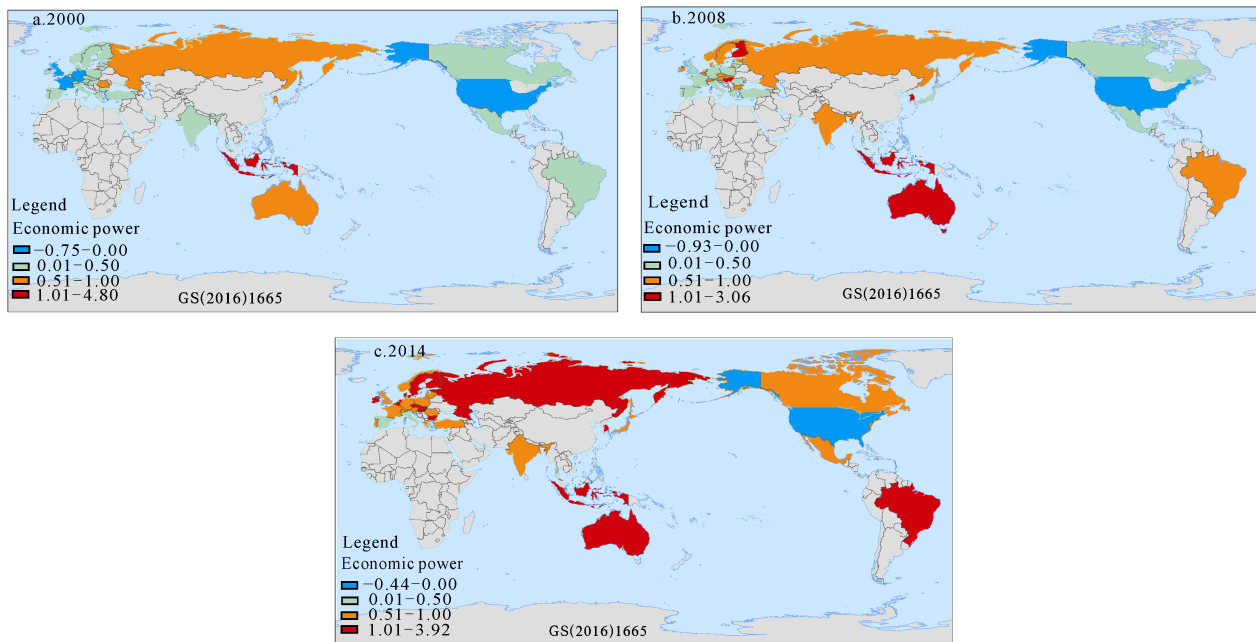 a.2000
Legend
Economic power
−0.75−0.00
0.01−0.50
0.51−1.00
1.01−4.80
GS(2016)1665
b.2008
Legend
Economic power
−0.93−0.00
0.01−0.50
0.51−1.00
1.01−3.06
GS(2016)1665
c.2014
Legend
Economic power
−0.44−0.00
0.01−0.50
0.51−1.00
1.01−3.92
GS(2016)1665